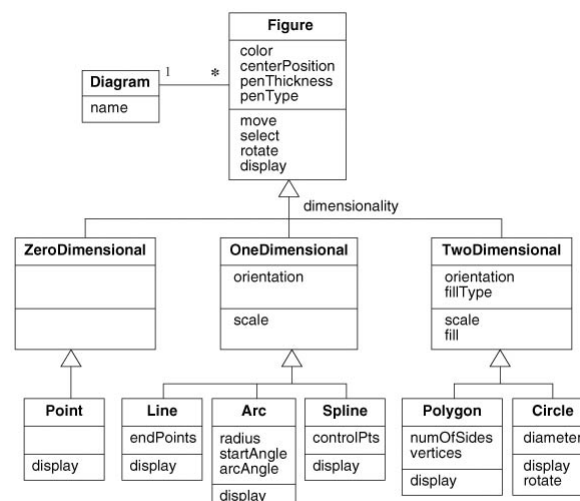 Figure
color
centerPosition
penThickness
penType
move
select
rotate
display
Diagram
name
1
*
dimensionality
ZeroDimensional
OneDimensional
orientation
scale
TwoDimensional
orientation
fillType
scale
fill
Point
display
Line
endPoints
display
Arc
radius
startAngle
arcAngle
display
Spline
controlPts
display
Polygon
numOfSides
vertices
display
Circle
diameter
display
rotate